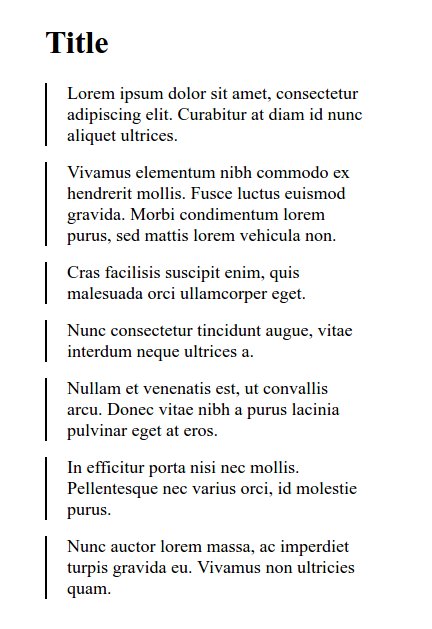 Title
Lorem ipsum dolor sit amet, consectetur
adipiscing elit. Curabitur at diam id nunc
aliquet ultrices.
Vivamus elementum nibh commodo ex
hendrerit mollis. Fusce luctus euismod
gravida. Morbi condimentum lorem
purus, sed mattis lorem vehicula non.
Cras facilisis suscipit enim, quis
malesuada orci ullamcorper eget.
Nunc consectetur tincidunt augue, vitae
interdum neque ultrices a.
Nullam et venenatis est, ut convallis
arcu. Donec vitae nibh a purus lacinia
pulvinar eget at eros.
In efficitur porta nisi nec mollis.
Pellentesque nec varius orci, id molestie
purus.
Nunc auctor lorem massa, ac imperdiet
turpis gravida eu. Vivamus non ultricies
quam.